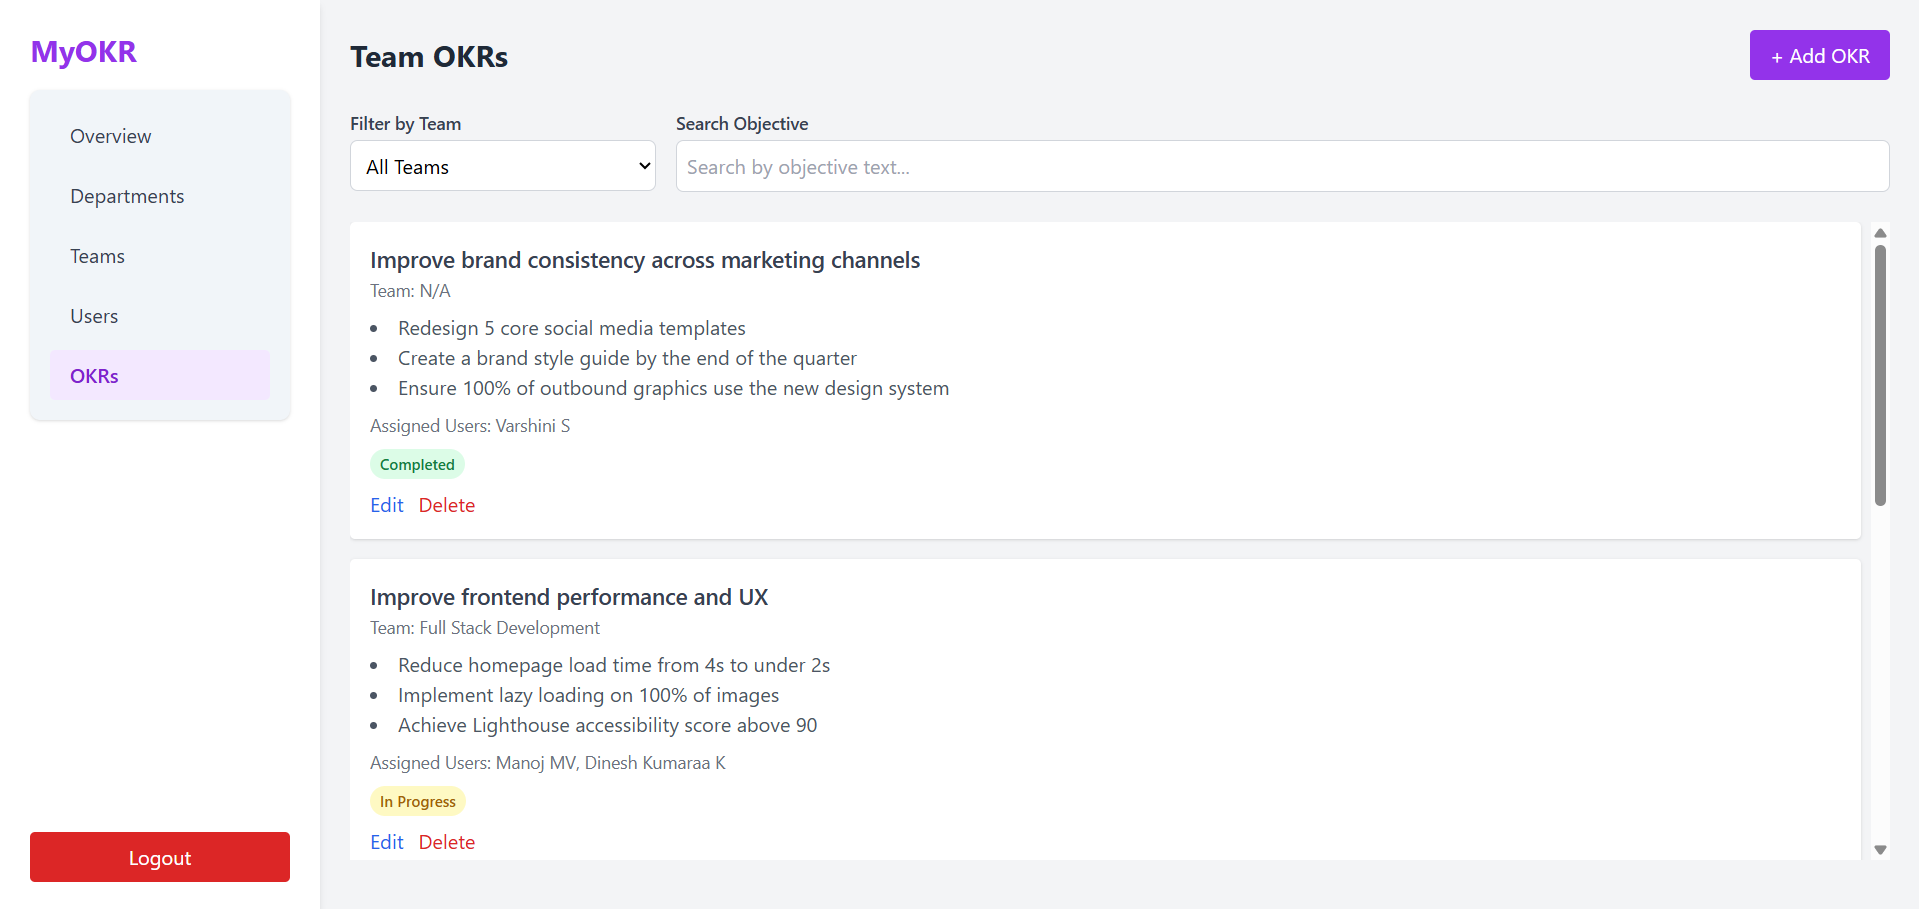 MyOKR
Overview
Departments
Teams
Users
OKRs
Logout
Team OKRs
+ Add OKR
Filter by Team
All Teams
Search Objective
Search by objective text...
Improve brand consistency across marketing channels
Team: N/A
• Redesign 5 core social media templates
• Create a brand style guide by the end of the quarter
• Ensure 100% of outbound graphics use the new design system
Assigned Users: Varshini S
Completed
Edit Delete
Improve frontend performance and UX
Team: Full Stack Development
• Reduce homepage load time from 4s to under 2s
• Implement lazy loading on 100% of images
• Achieve Lighthouse accessibility score above 90
Assigned Users: Manoj MV, Dinesh Kumaraa K
In Progress
Edit Delete